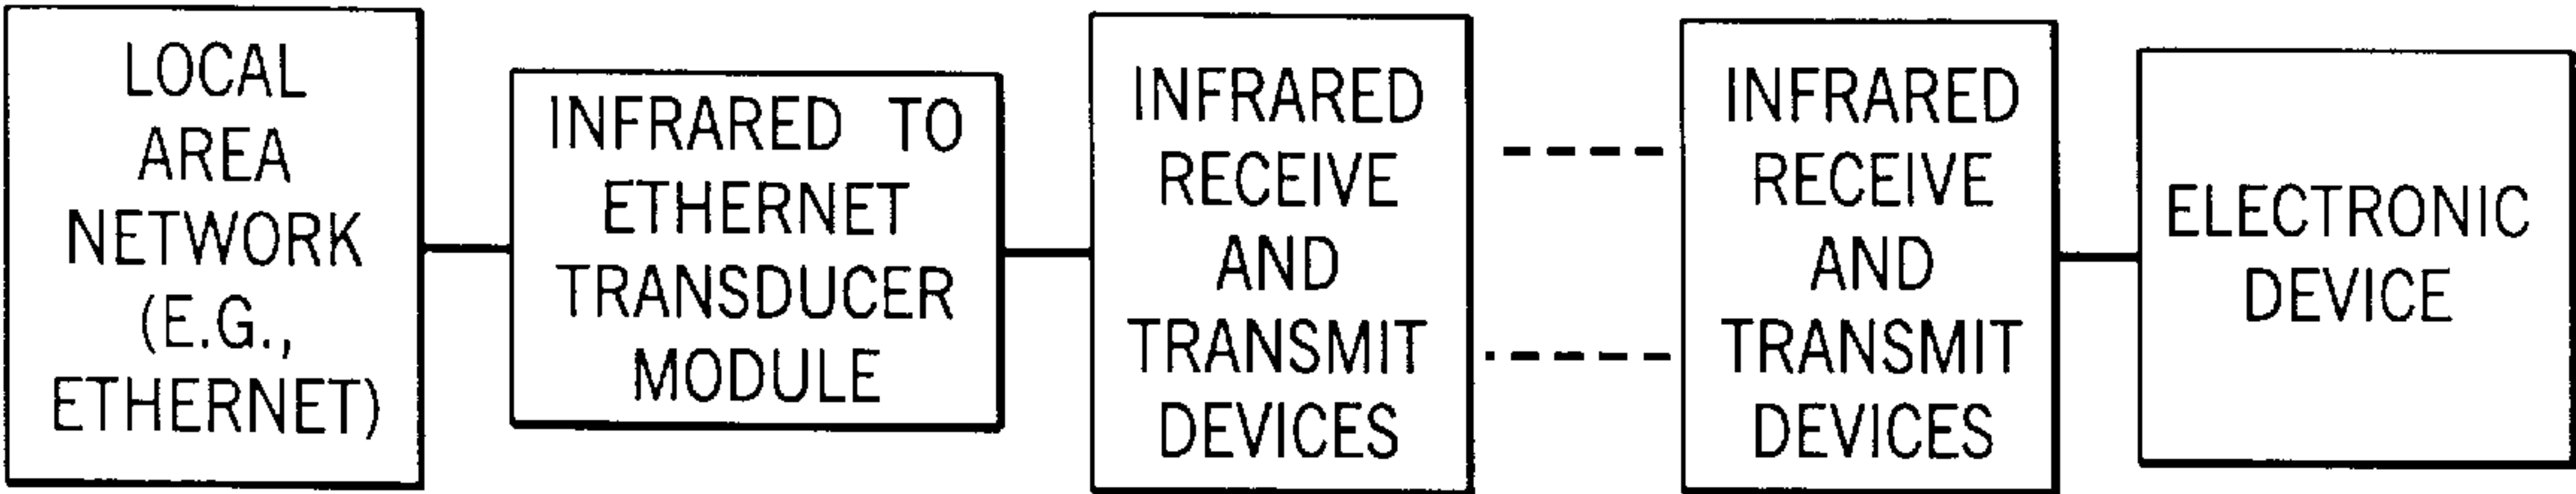 LOCAL
AREA
NETWORK
(E.G.,
ETHERNET)
INFRARED TO
ETHERNET
TRANSDUCER
MODULE
INFRARED
RECEIVE
AND
TRANSMIT
DEVICES
INFRARED
RECEIVE
AND
TRANSMIT
DEVICES
ELECTRONIC
DEVICE